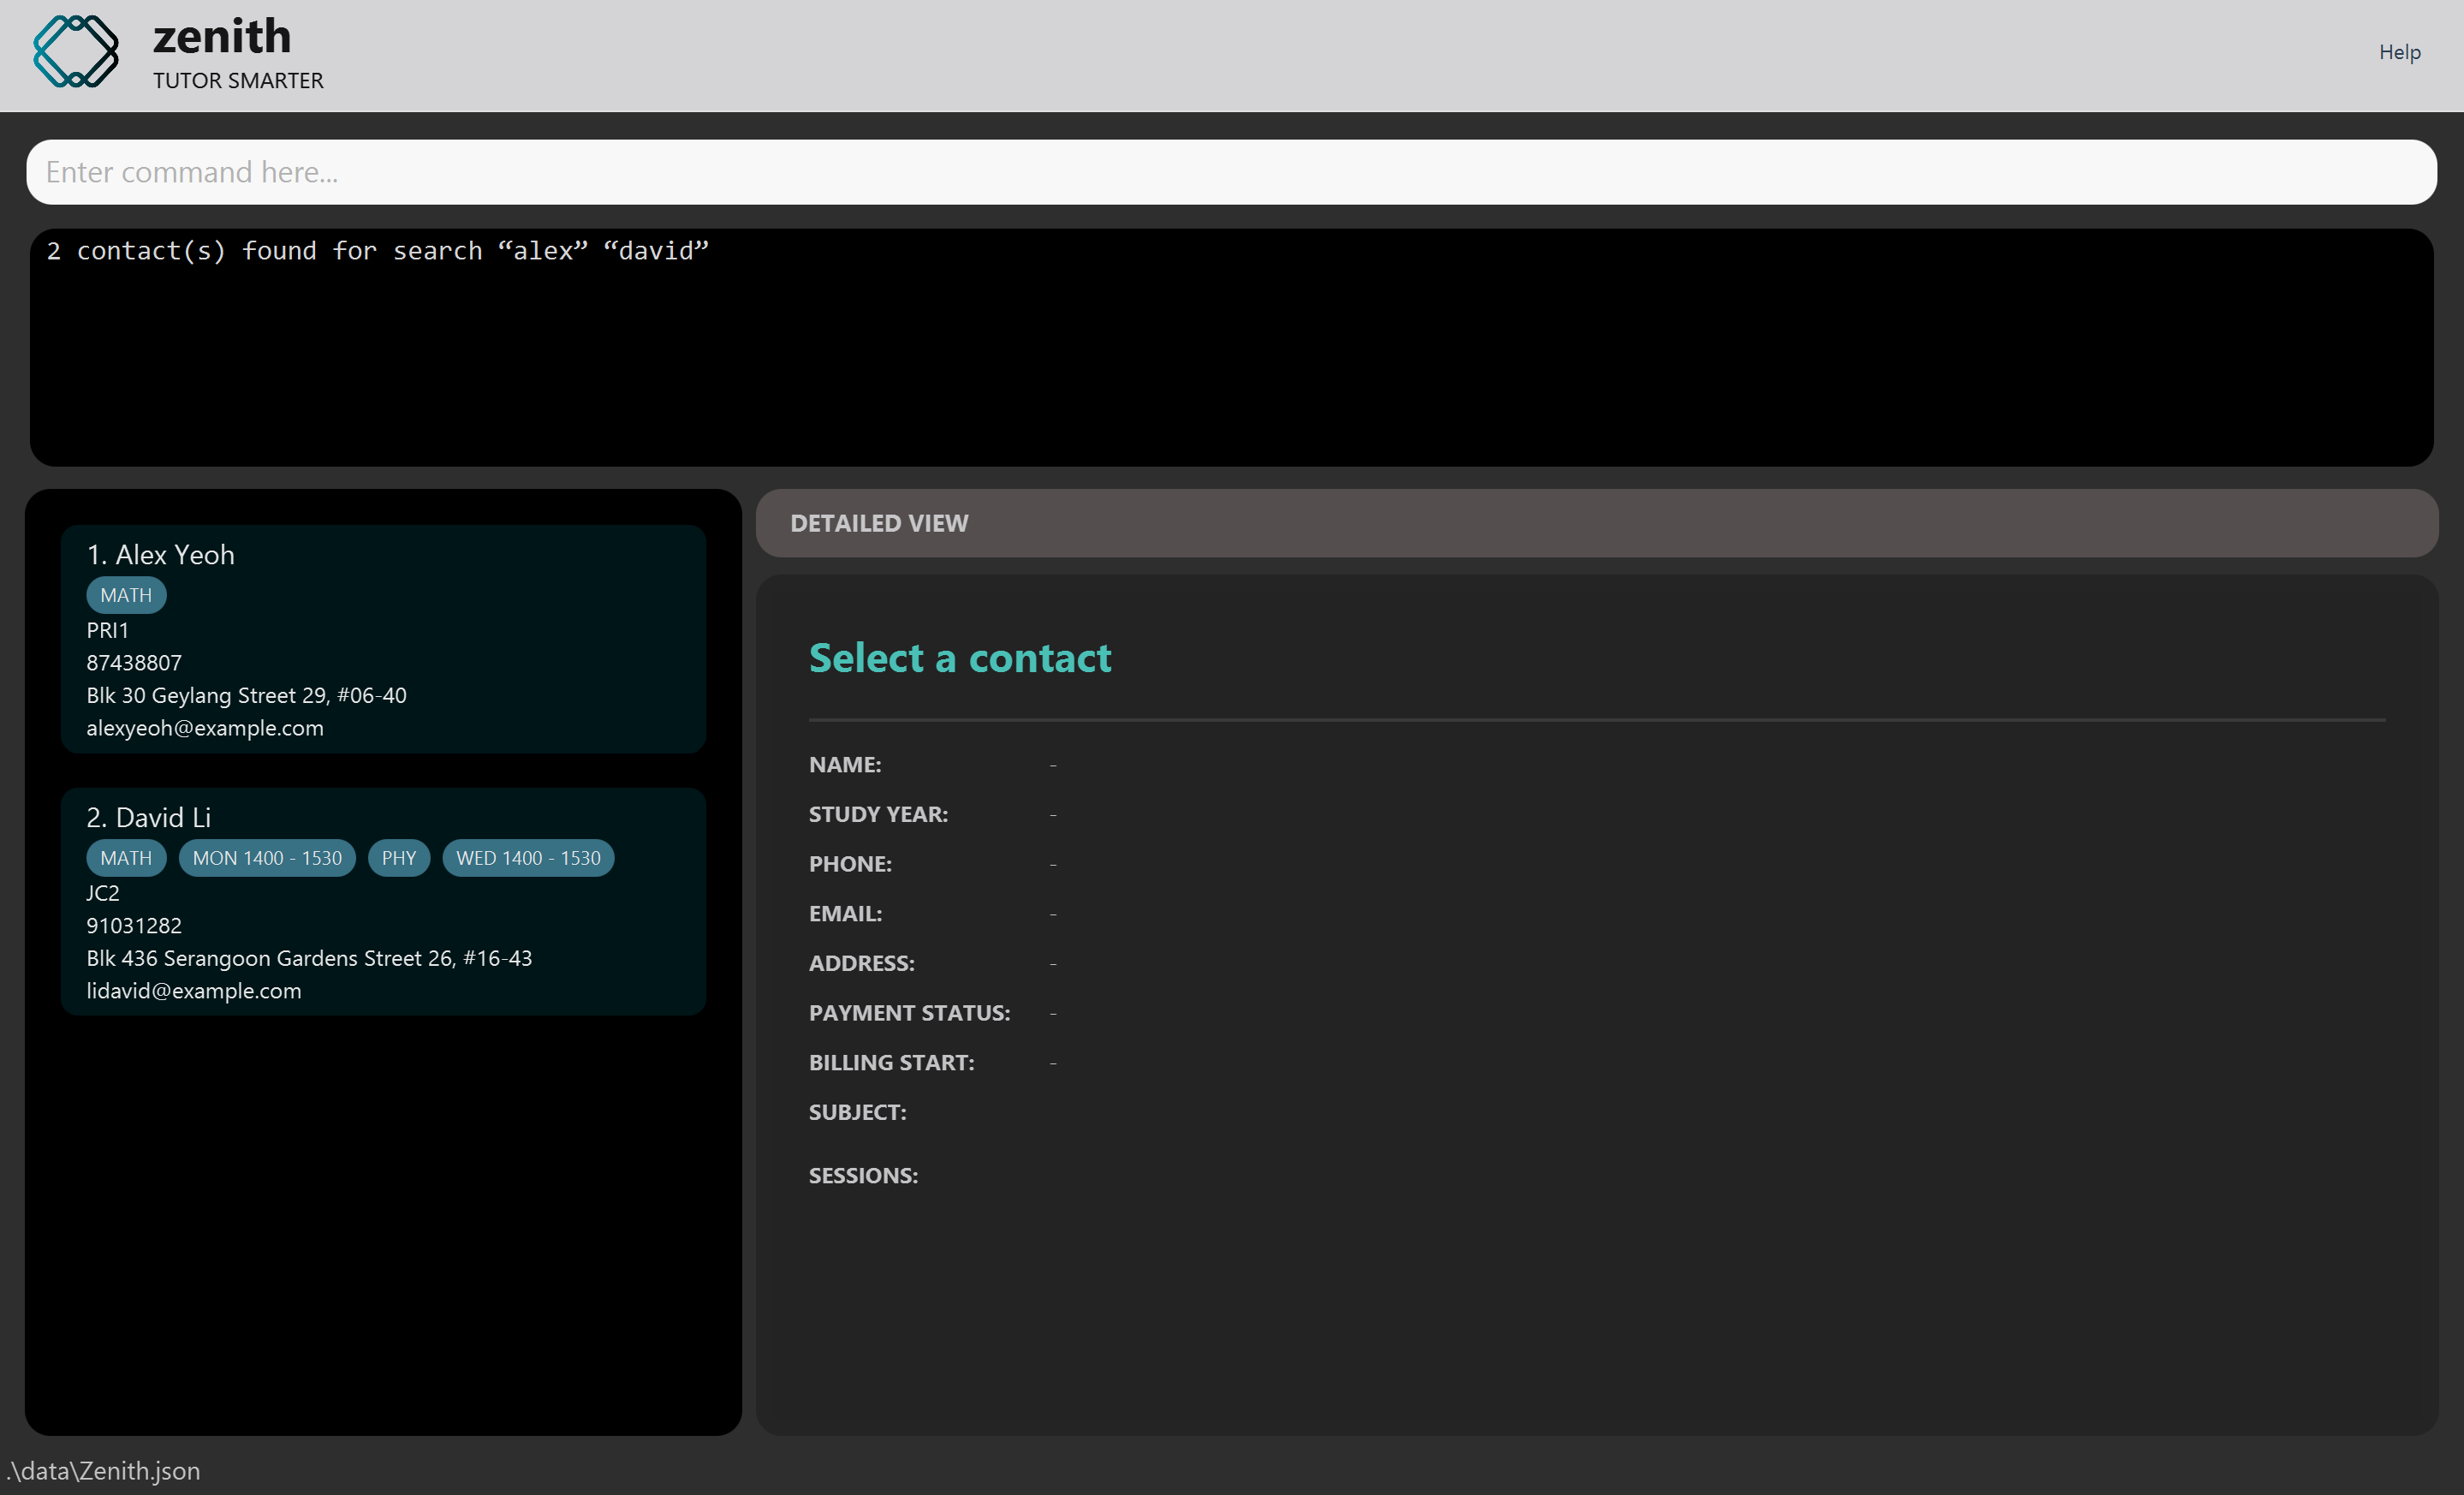 zenith
TUTOR SMARTER
Help
Enter command here...
2 contact(s) found for search “alex” “david”
1. Alex Yeoh
MATH
PRI1
87438807
Blk 30 Geylang Street 29, #06-40
alexyeoh@example.com
2. David Li
MATH MON 1400 - 1530 PHY WED 1400 - 1530
JC2
91031282
Blk 436 Serangoon Gardens Street 26, #16-43
lidavid@example.com
DETAILED VIEW
Select a contact
NAME: -
STUDY YEAR: -
PHONE: -
EMAIL: -
ADDRESS: -
PAYMENT STATUS: -
BILLING START: -
SUBJECT:
SESSIONS:
.\data\Zenith.json